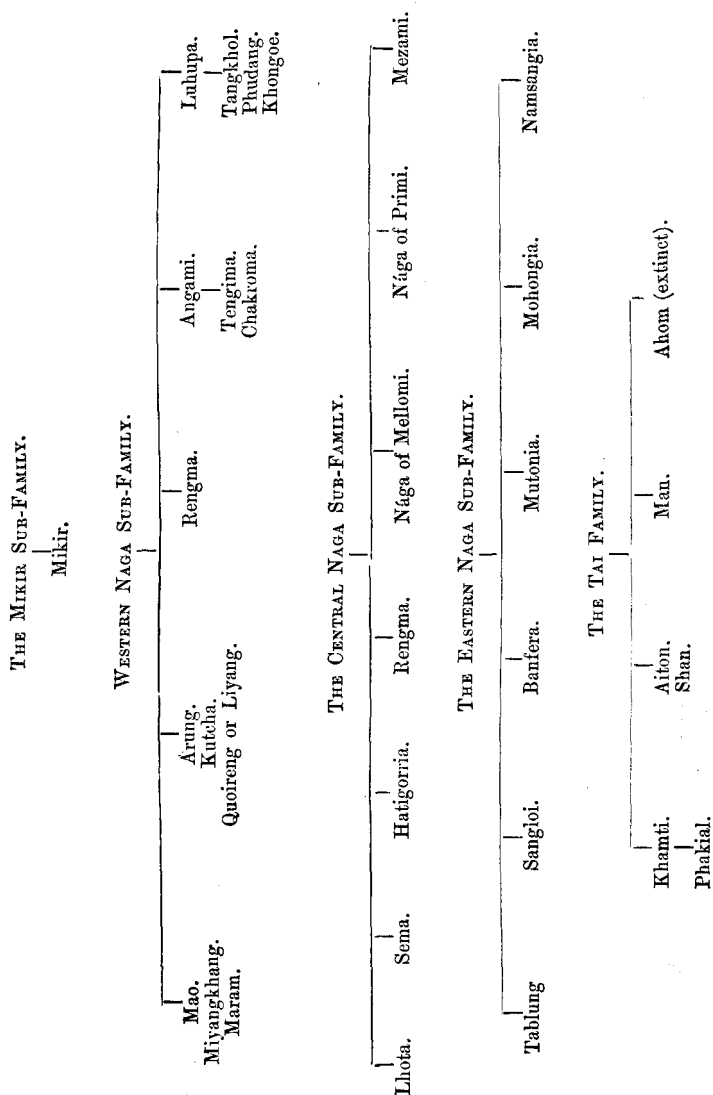 THE MIKIR SUB-FAMILY.
Mikir.
WESTERN NAGA SUB-FAMILY.
Mao.
Miyangkhang.
Maram.
Arung.
Kutcha.
Quoireng or Liyang.
Rengma.
Angami.
Tengima.
Chakroma.
Luhupa.
Tangkhol.
Phudang.
Khongoe.
THE CENTRAL NAGA SUB-FAMILY.
Lhota.
Sema.
Hatigorria.
Rengma.
Nága of Mellomi.
Nága of Primi.
Mezami.
THE EASTERN NAGA SUB-FAMILY.
Tablung
Sangloi.
Banfera.
Mutonia.
Mohongia.
Namsangia.
THE TAI FAMILY.
Khamti.
Phakial.
Aiton.
Shan.
Man.
Ahom (extinct).